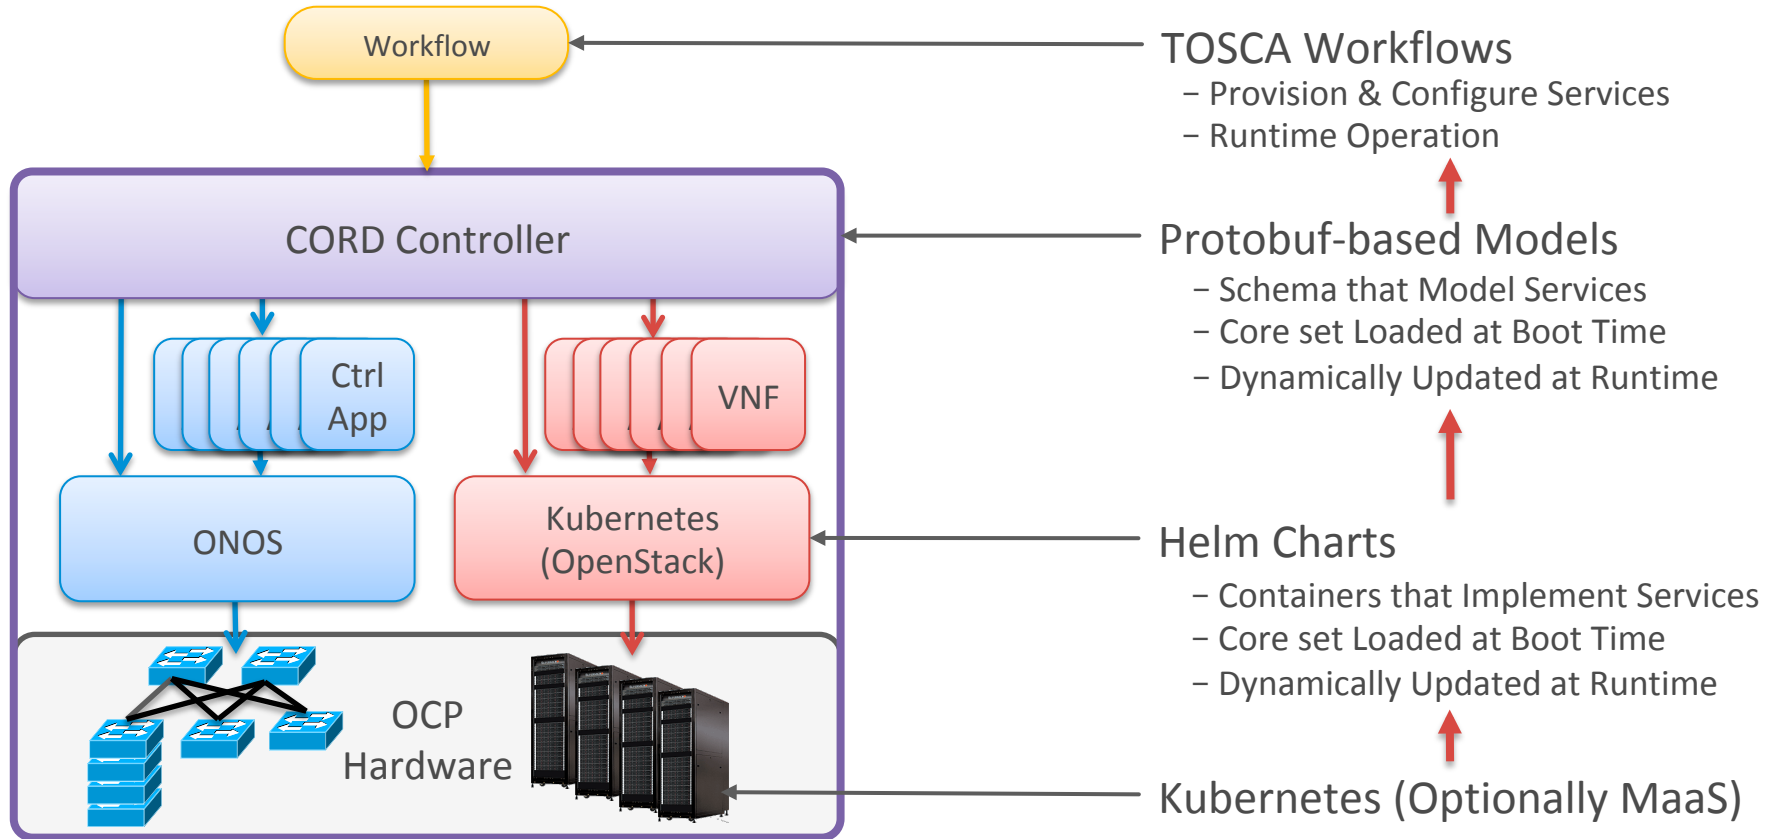 Workflow
CORD Controller
Ctrl
App
VNF
ONOS
Kubernetes
(OpenStack)
OCP
Hardware
TOSCA Workflows
– Provision & Configure Services
– Runtime Operation
Protobuf-based Models
– Schema that Model Services
– Core set Loaded at Boot Time
– Dynamically Updated at Runtime
Helm Charts
– Containers that Implement Services
– Core set Loaded at Boot Time
– Dynamically Updated at Runtime
Kubernetes (Optionally MaaS)